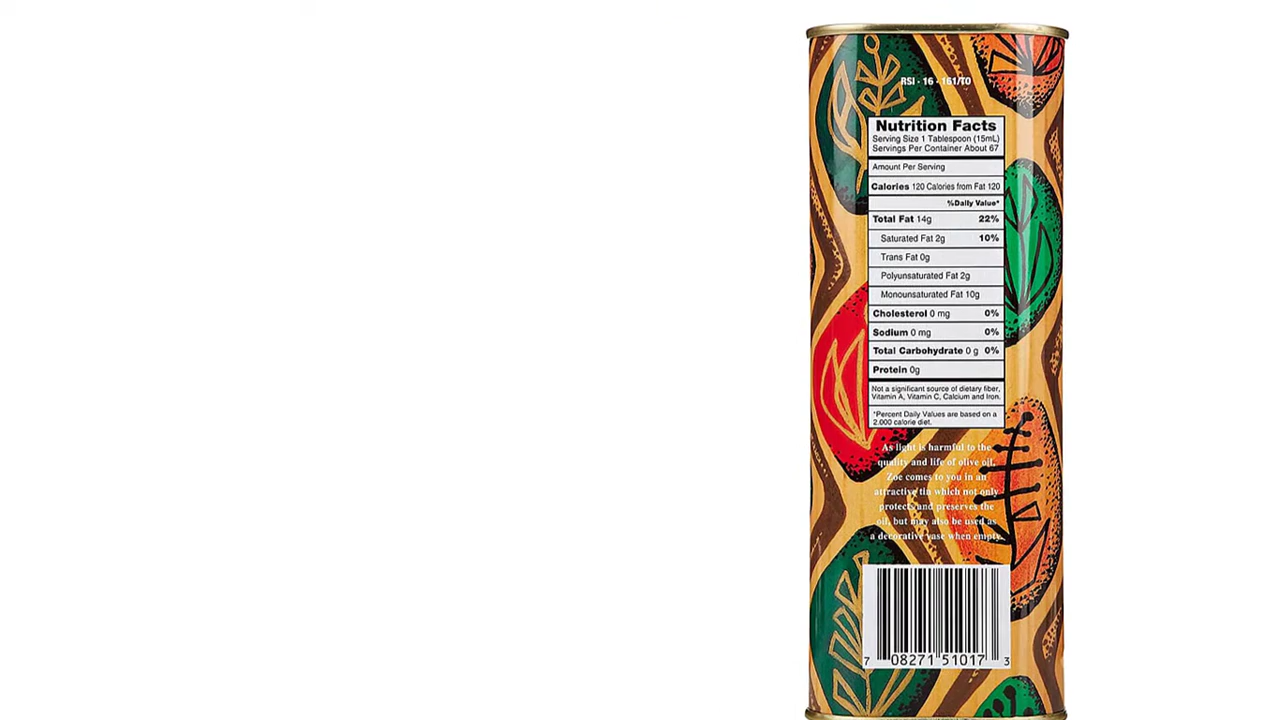 RSI - 16 - 161/TO
Nutrition Facts
Serving Size 1 Tablespoon (15mL)
Servings Per Container About 67
Amount Per Serving
Calories 120 Calories from Fat 120
%Daily Value*
Total Fat 14g 22%
Saturated Fat 2g 10%
Trans Fat 0g
Polyunsaturated Fat 2g
Monounsaturated Fat 10g
Cholesterol 0 mg 0%
Sodium 0 mg 0%
Total Carbohydrate 0 g 0%
Protein 0g
Not a significant source of dietary fiber,
Vitamin A, Vitamin C, Calcium and Iron.
*Percent Daily Values are based on a
2.000 calorie diet.
As light is harmful to the
quality and life of olive oil,
Zoe comes to you in an
attractive tin which not only
protects and preserves the
oil, but may also be used as
a decorative vase when empty.
7 08271 51017 3